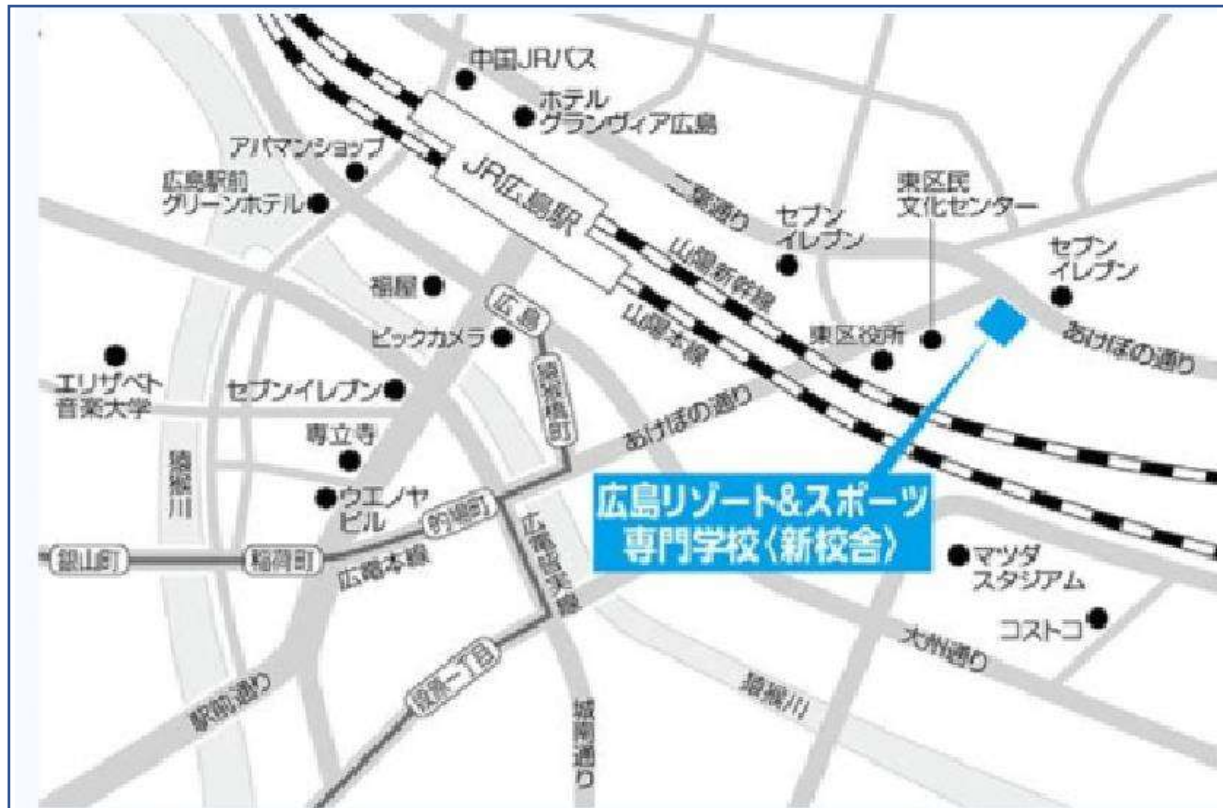 中国JRバス
ホテル
グランヴィア広島
アパマンショップ
広島駅前
グリーンホテル
JR広島駅
二葉通り
東区民
文化センター
セブン
イレブン
セブン
イレブン
山陽新幹線
山陽本線
福屋
広島
ビックカメラ
東区役所
あけぼの通り
エリザベト
音楽大学
セブンイレブン
猿猴橋町
あけぼの通り
専立寺
猿猴川
ウエノヤ
ビル
的場町
広島リゾート&スポーツ
専門学校〈新校舎〉
銀山町
稲荷町
広電本線
マツダ
スタジアム
コストコ
大州通り
段原一丁目
駅前通り
城南通り
猿猴川